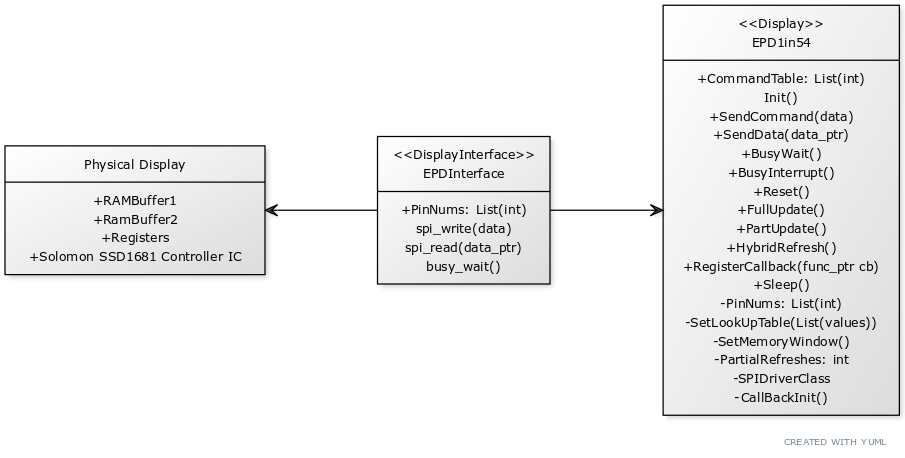 Physical Display
+RAMBuffer1
+RamBuffer2
+Registers
+Solomon SSD1681 Controller IC
<<DisplayInterface>>
EPDInterface
+PinNums: List(int)
spi_write(data)
spi_read(data_ptr)
busy_wait()
<<Display>>
EPD1in54
+CommandTable: List(int)
Init()
+SendCommand(data)
+SendData(data_ptr)
+BusyWait()
+BusyInterrupt()
+Reset()
+FullUpdate()
+PartUpdate()
+HybridRefresh()
+RegisterCallback(func_ptr cb)
+Sleep()
-PinNums: List(int)
-SetLookUpTable(List(values))
-SetMemoryWindow()
-PartialRefreshes: int
-SPIDriverClass
-CallBackInit()
CREATED WITH YUML